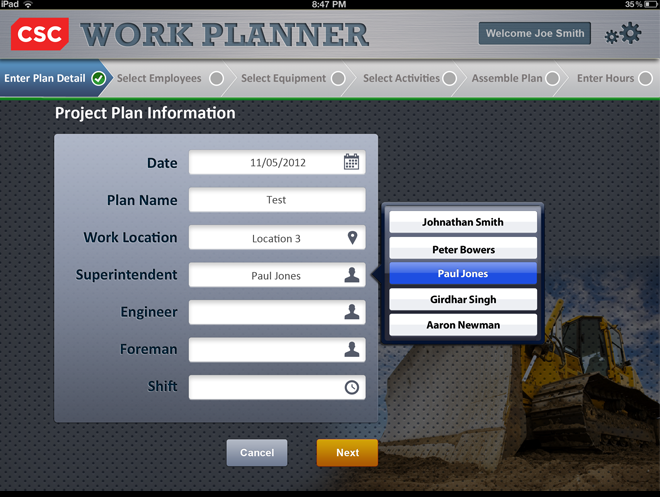 iPad 8:47 PM 35%
CSC WORK PLANNER Welcome Joe Smith
Enter Plan Detail Select Employees Select Equipment Select Activities Assemble Plan Enter Hours
Project Plan Information
Date 11/05/2012
Plan Name Test
Work Location Location 3
Superintendent Paul Jones
Engineer
Foreman
Shift
Johnathan Smith
Peter Bowers
Paul Jones
Girdhar Singh
Aaron Newman
Cancel Next